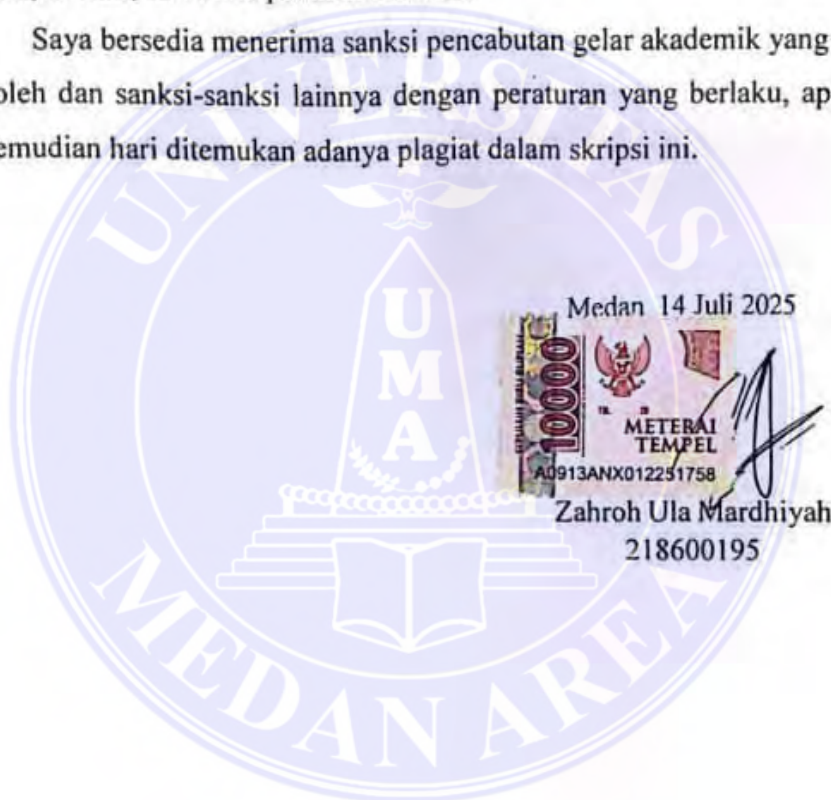 Saya bersedia menerima sanksi pencabutan gelar akademik yang
oleh dan sanksi-sanksi lainnya dengan peraturan yang berlaku, ap
emudian hari ditemukan adanya plagiat dalam skripsi ini.
UNIVERSITAS
UMA
Medan 14 Juli 2025
10000
METERAI
TEMPEL
A0913ANX012251758
Zahroh Ula Mardhiyah
218600195
MEDAN AREA